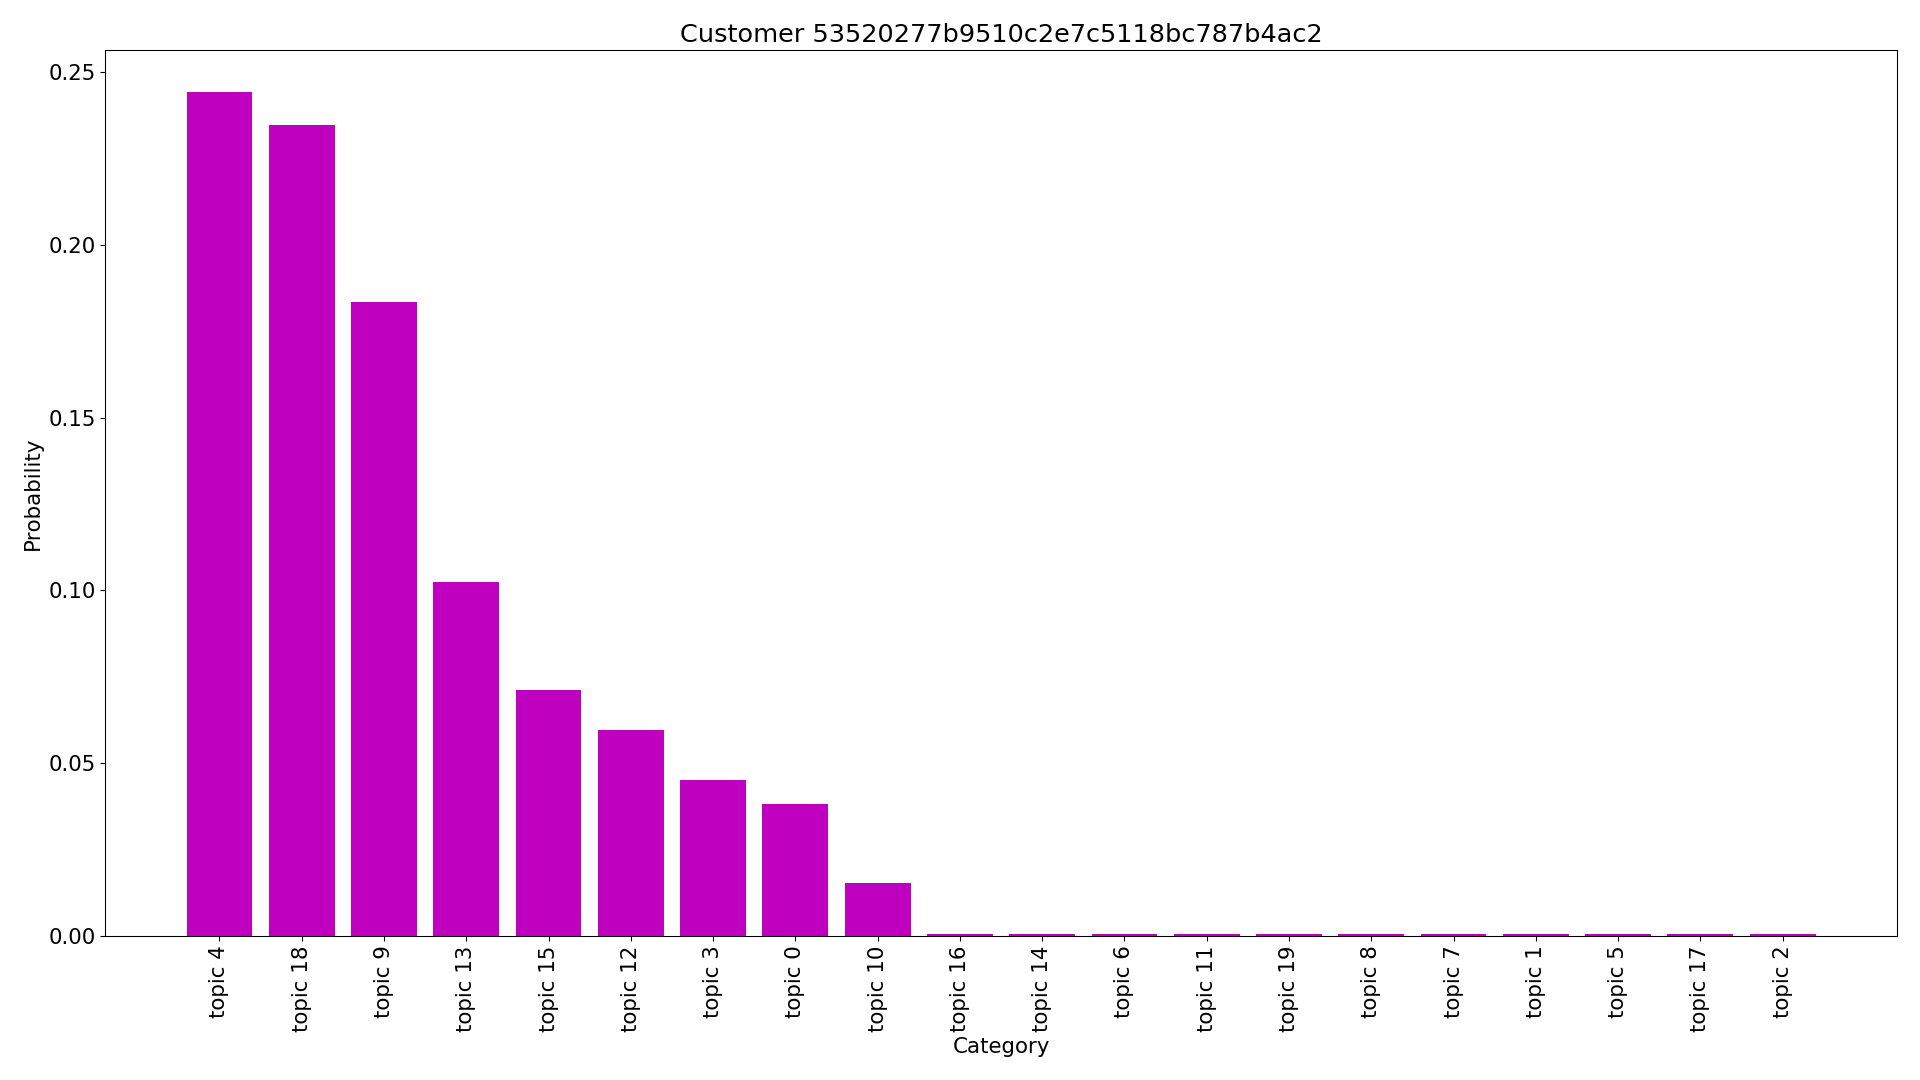 Customer 53520277b9510c2e7c5118bc787b4ac2
Probability
0.25
0.20
0.15
0.10
0.05
0.00
topic 4
topic 18
topic 9
topic 13
topic 15
topic 12
topic 3
topic 0
topic 10
topic 16
topic 14
topic 6
topic 11
topic 19
topic 8
topic 7
topic 1
topic 5
topic 17
topic 2
Category